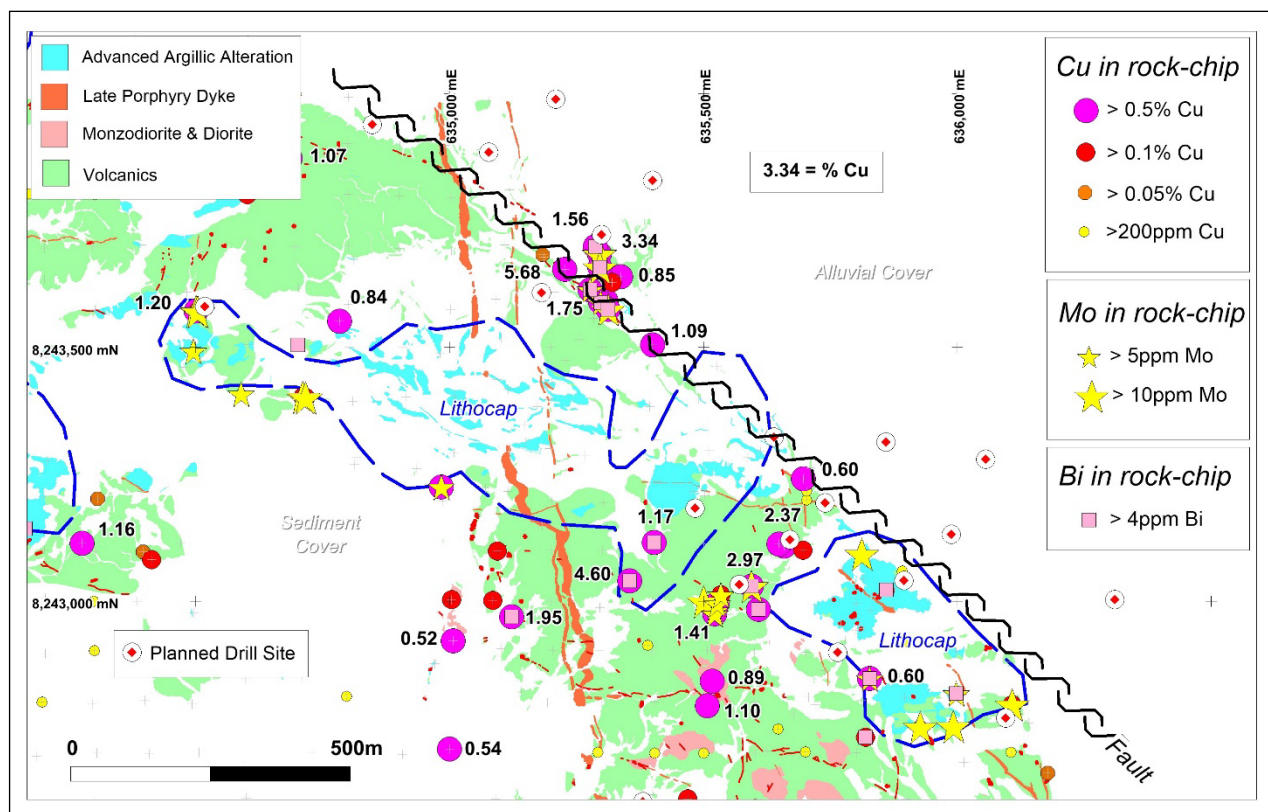 Advanced Argillic Alteration
Late Porphyry Dyke
Monzodiorite & Diorite
Volcanics
635,000 mE
635,500 mE
636,000 mE
Cu in rock-chip
> 0.5% Cu
> 0.1% Cu
> 0.05% Cu
>200ppm Cu
Mo in rock-chip
> 5ppm Mo
> 10ppm Mo
Bi in rock-chip
> 4ppm Bi
3.34 = % Cu
1.07
1.56
3.34
5.68
0.85
Alluvial Cover
1.20
0.84
1.75
1.09
8,243,500 mN
Lithocap
0.60
1.16
Sediment
Cover
1.17
2.37
4.60
2.97
8,243,000 mN
1.95
1.41
0.52
Lithocap
Planned Drill Site
0.89
0.60
1.10
0.54
0
500m
Fault